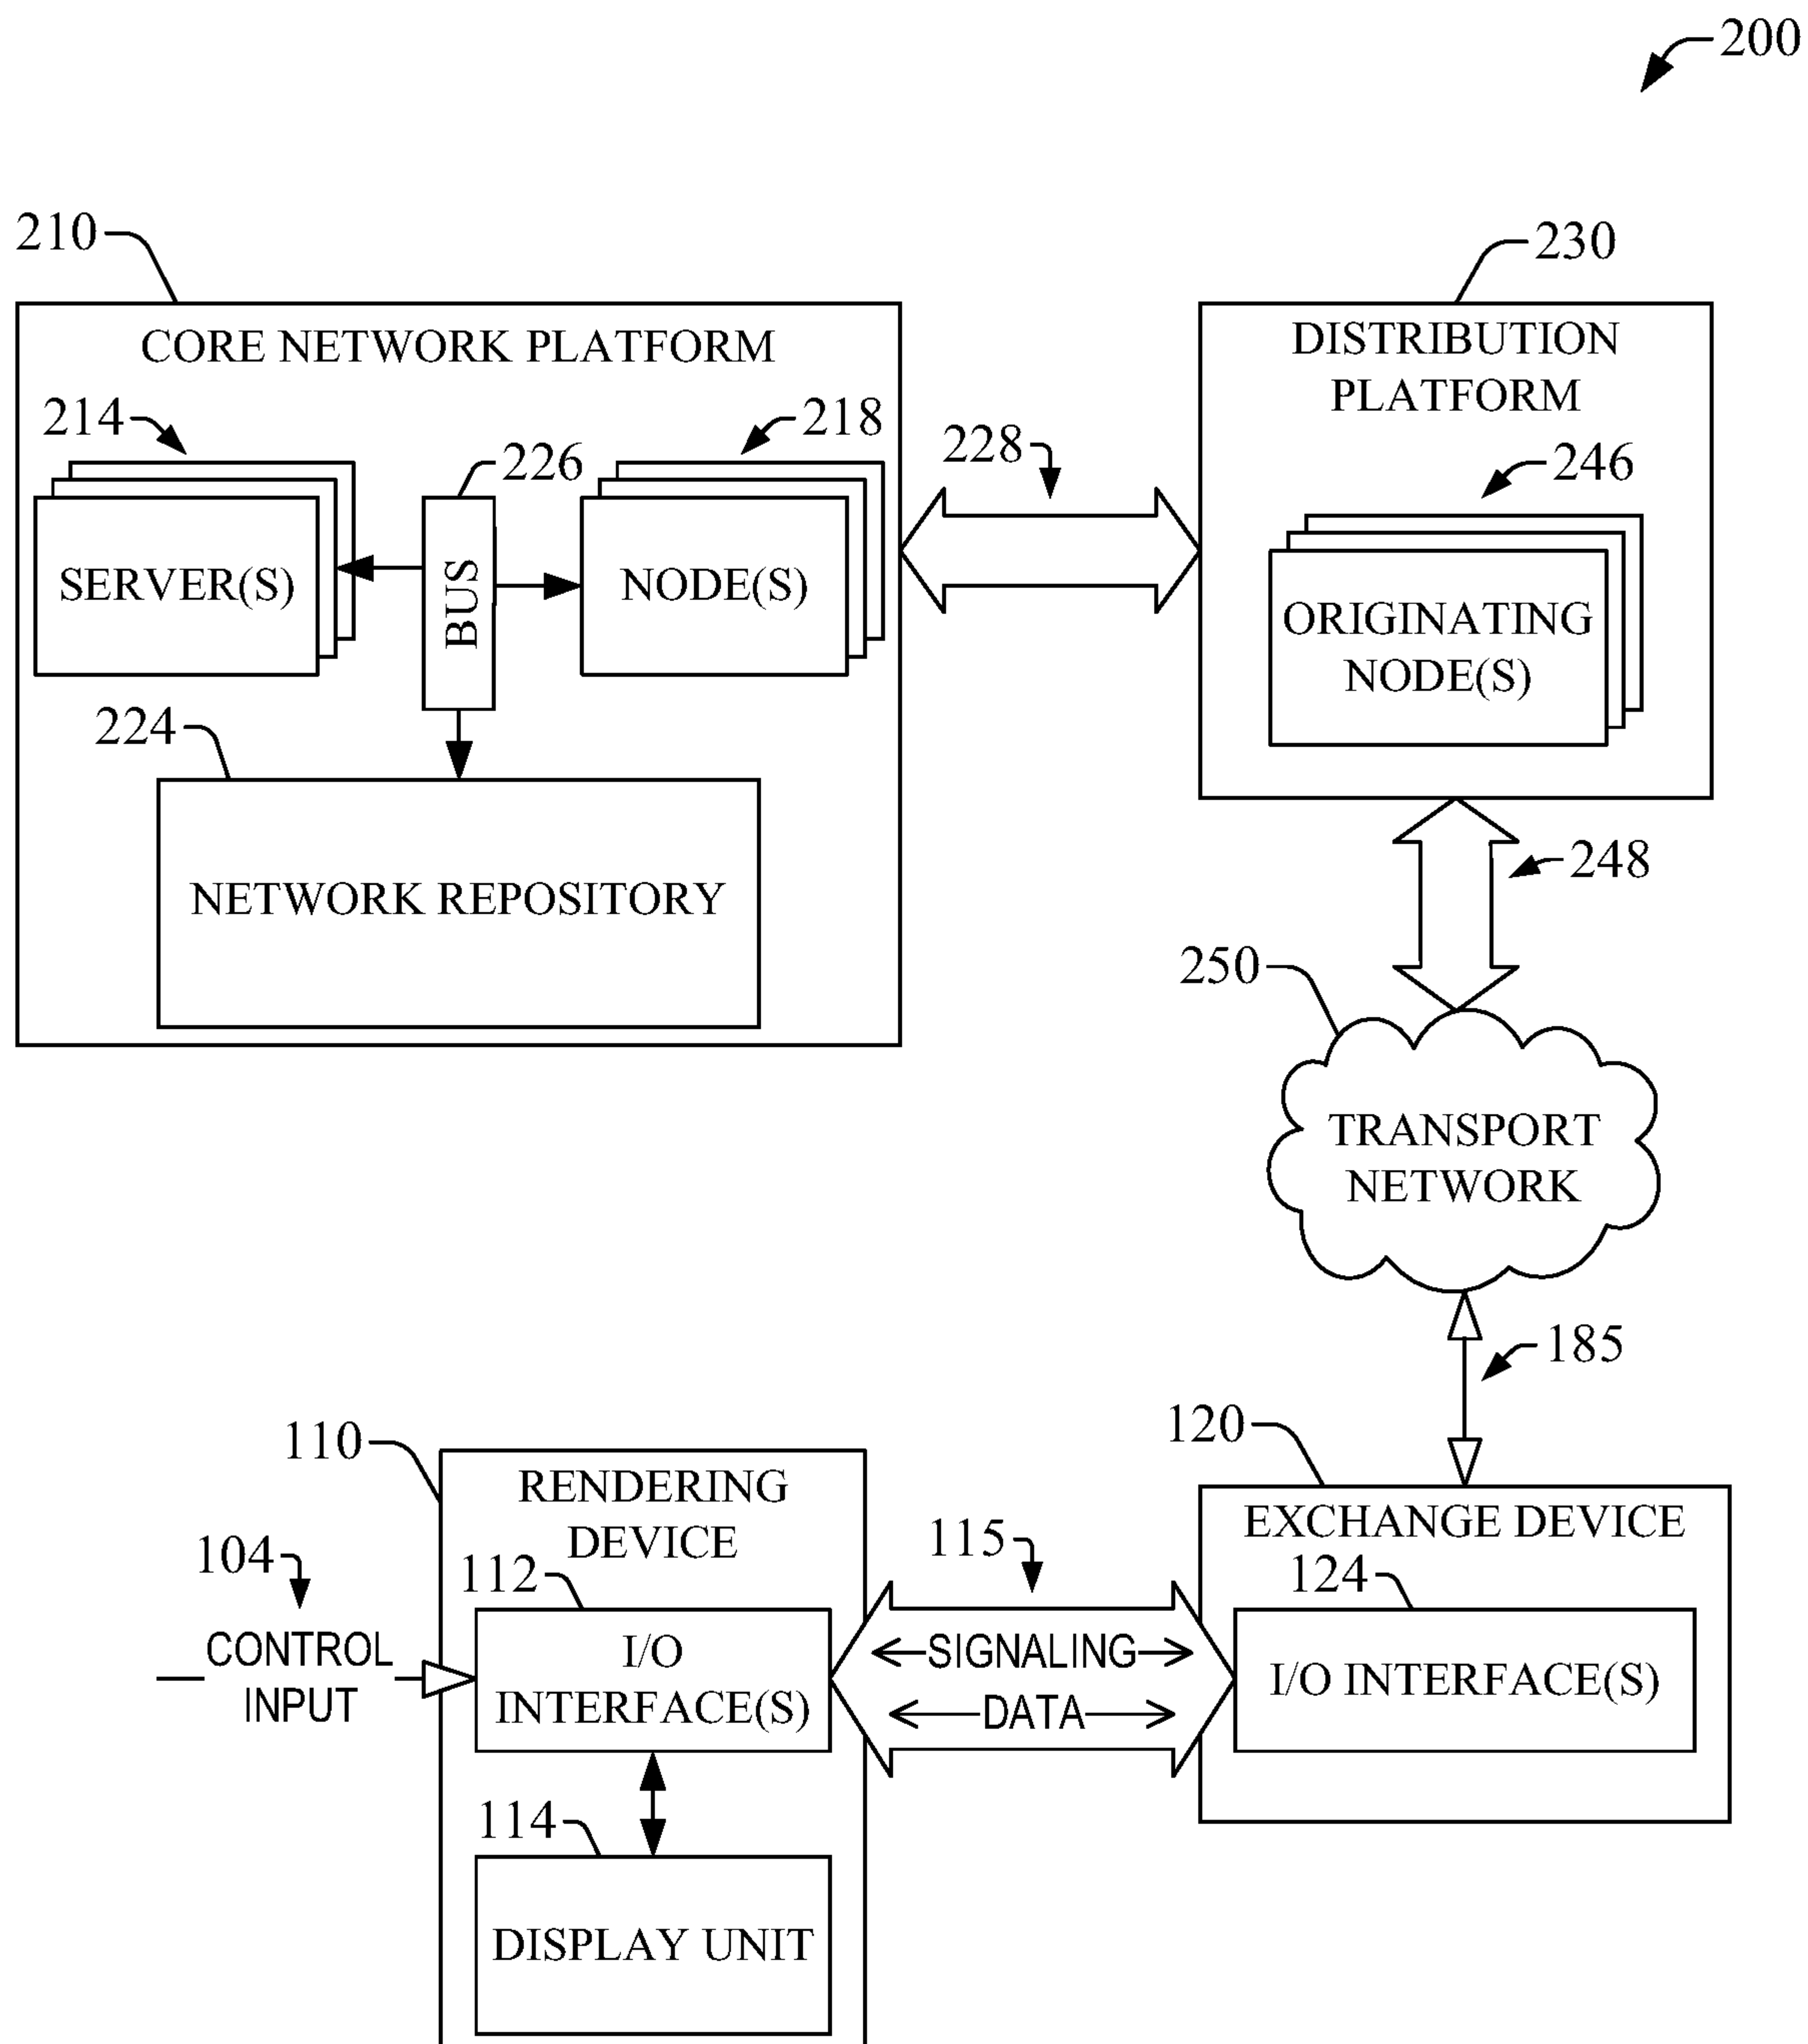 200
210
230
CORE NETWORK PLATFORM
DISTRIBUTION
PLATFORM
214
218
226
228
246
SERVER(S)
BUS
NODE(S)
ORIGINATING
NODE(S)
224
NETWORK REPOSITORY
248
250
TRANSPORT
NETWORK
185
110
120
RENDERING
DEVICE
EXCHANGE DEVICE
104
112
115
124
CONTROL
INPUT
I/O
INTERFACE(S)
SIGNALING
DATA
I/O INTERFACE(S)
114
DISPLAY UNIT